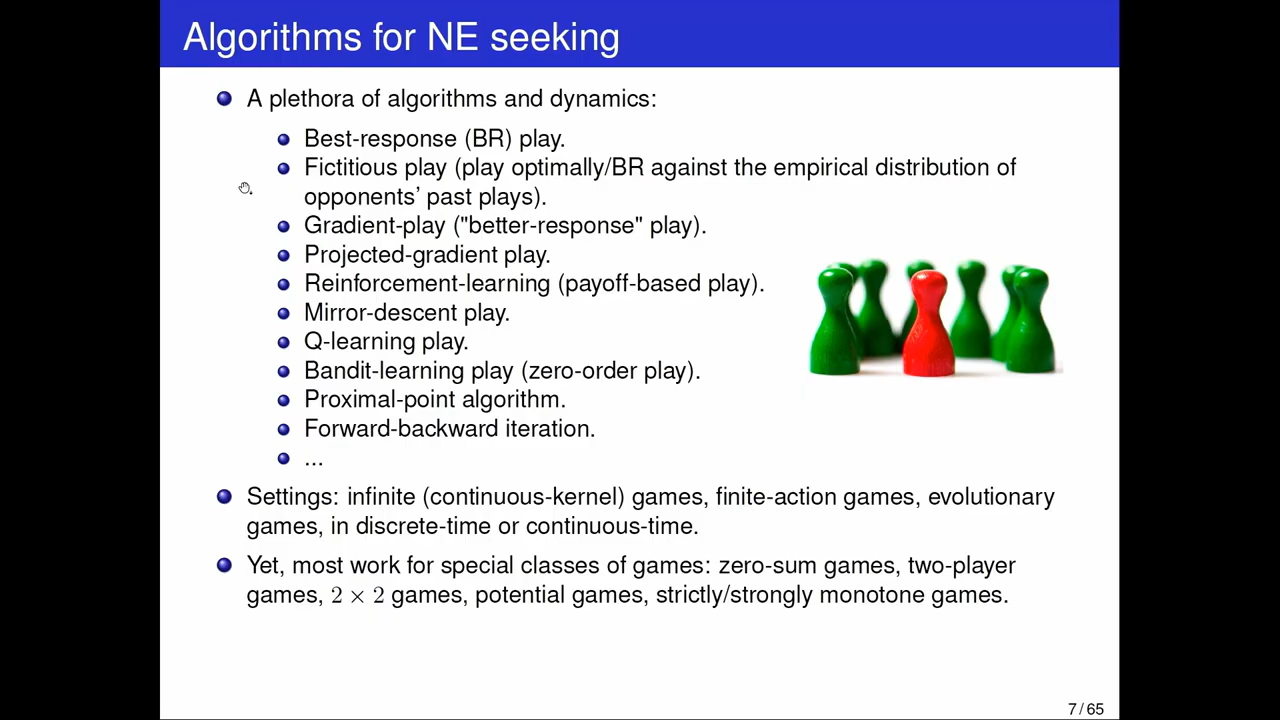 Algorithms for NE seeking
A plethora of algorithms and dynamics:
Best-response (BR) play.
Fictitious play (play optimally/BR against the empirical distribution of
opponents' past plays).
Gradient-play ("better-response" play).
Projected-gradient play.
Reinforcement-learning (payoff-based play).
Mirror-descent play.
Q-learning play.
Bandit-learning play (zero-order play).
Proximal-point algorithm.
Forward-backward iteration.
...
Settings: infinite (continuous-kernel) games, finite-action games, evolutionary
games, in discrete-time or continuous-time.
Yet, most work for special classes of games: zero-sum games, two-player
games, 2 × 2 games, potential games, strictly/strongly monotone games.
7 / 65